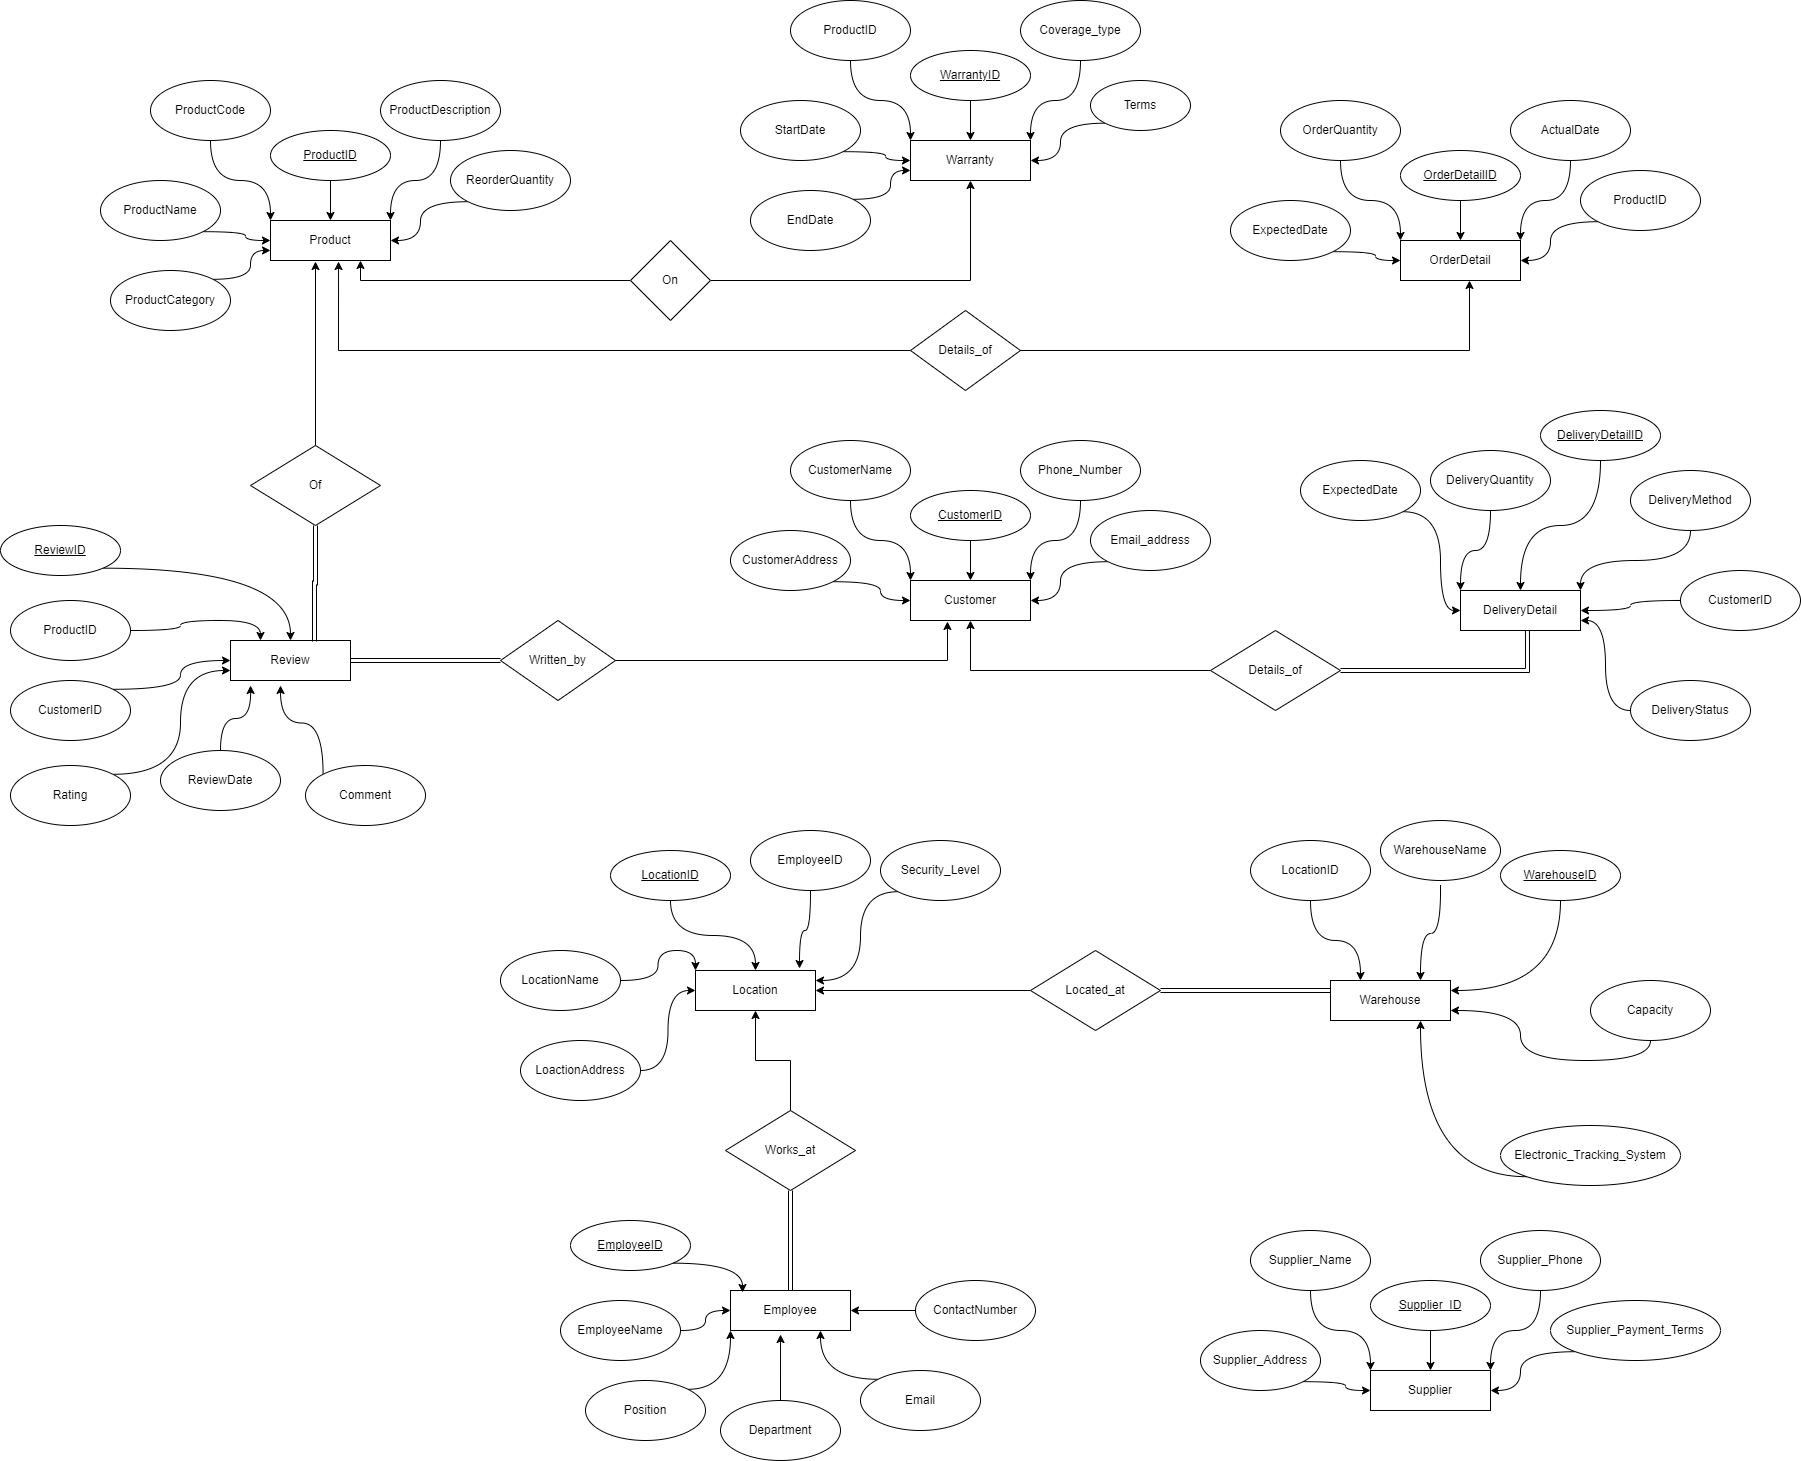 ProductID
Coverage_type
WarrantyID
Terms
StartDate
Warranty
EndDate
ProductCode
ProductDescription
ProductID
ReorderQuantity
ProductName
Product
ProductCategory
OrderQuantity
ActualDate
OrderDetailID
ProductID
ExpectedDate
OrderDetail
On
Details_of
Of
CustomerName
Phone_Number
CustomerID
Email_address
CustomerAddress
Customer
DeliveryDetailID
DeliveryQuantity
ExpectedDate
DeliveryMethod
CustomerID
DeliveryDetail
DeliveryStatus
ReviewID
ProductID
Review
Written_by
Details_of
CustomerID
Rating
ReviewDate
Comment
LocationID
EmployeeID
Security_Level
LocationName
Location
LoactionAddress
Located_at
LocationID
WarehouseName
WarehouseID
Warehouse
Capacity
Electronic_Tracking_System
Works_at
EmployeeID
EmployeeName
Employee
ContactNumber
Position
Department
Email
Supplier_Name
Supplier_Phone
Supplier_ID
Supplier_Payment_Terms
Supplier_Address
Supplier